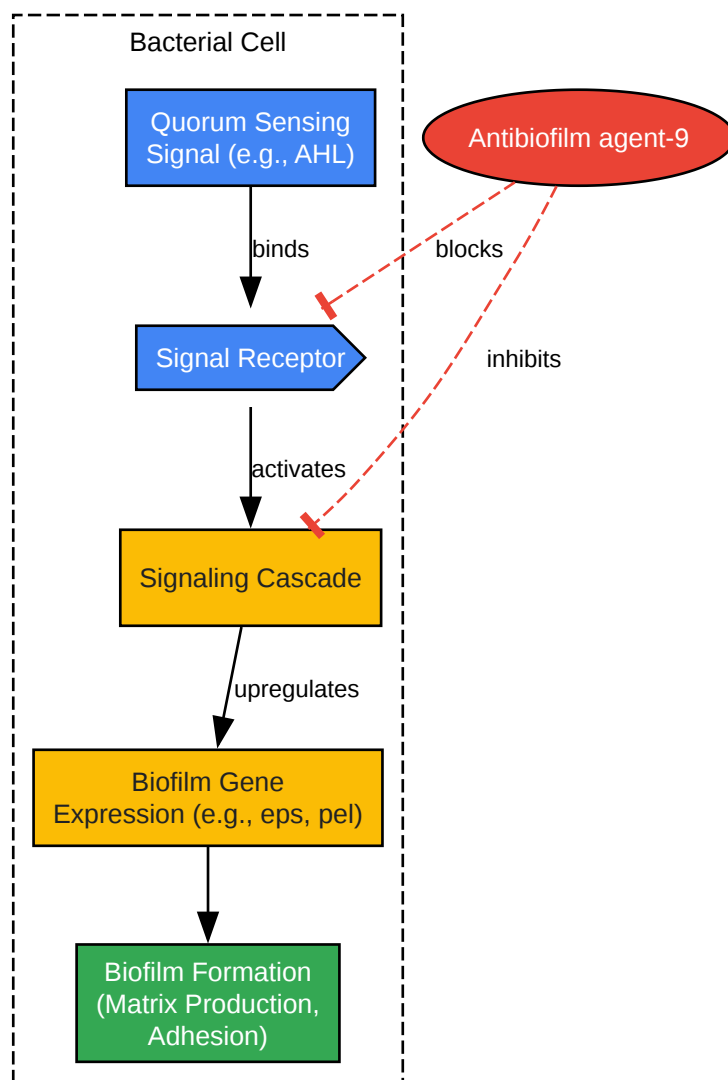 Bacterial Cell
Quorum Sensing
Signal (e.g., AHL)
Antibiofilm agent-9
binds
blocks
Signal Receptor
inhibits
activates
Signaling Cascade
upregulates
Biofilm Gene
Expression (e.g., eps, pel)
Biofilm Formation
(Matrix Production,
Adhesion)